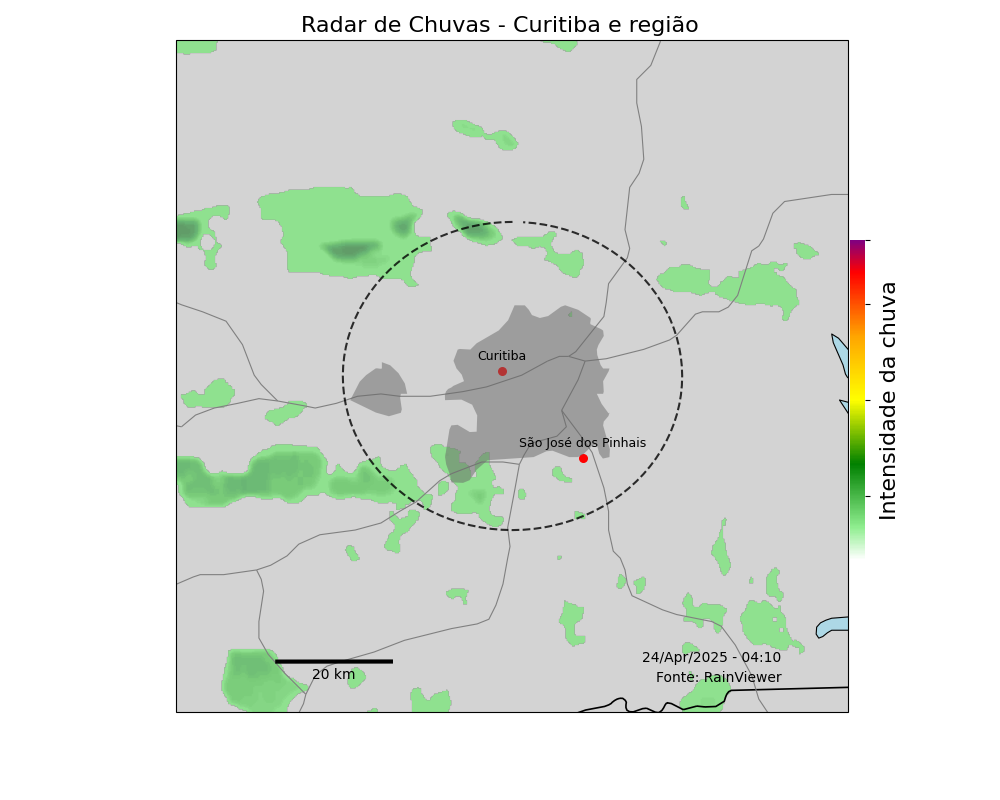 Radar de Chuvas - Curitiba e região
Curitiba
São José dos Pinhais
Intensidade da chuva
24/Apr/2025 - 04:10
20 km
Fonte: RainViewer